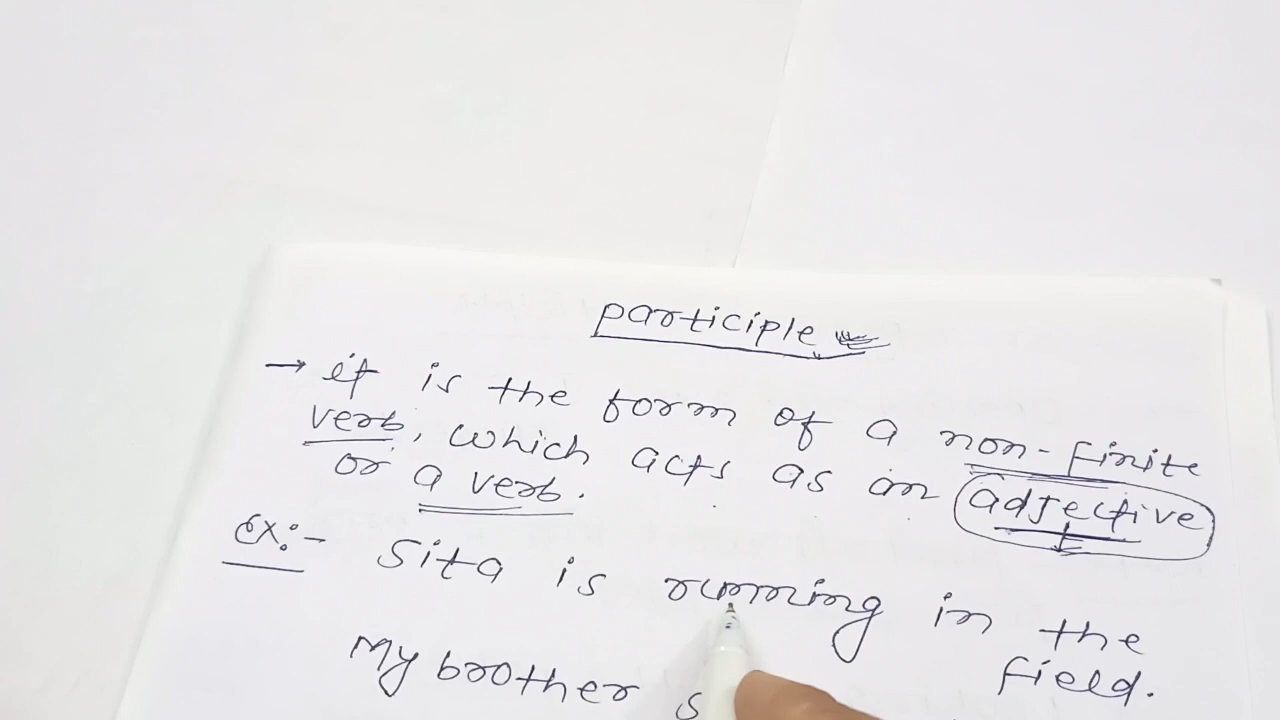 participle
→ it is the form of a non-finite
verb, which acts as an adjective
or a verb.
ex:- Sita is running in the
field.
My brother